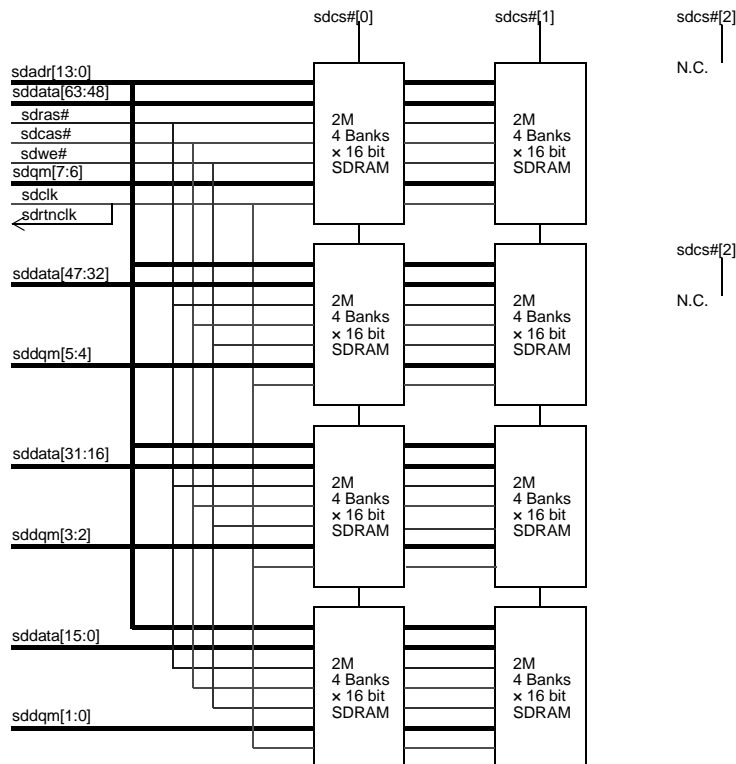 sdcs#[0]
sdcs#[1]
sdcs#[2]
N.C.
sdadr[13:0]
sddata[63:48]
sdras#
sdcas#
sdwe#
sdqm[7:6]
sdclk
sdrtnclk
2M
4 Banks
× 16 bit
SDRAM
2M
4 Banks
× 16 bit
SDRAM
sdcs#[2]
N.C.
sddata[47:32]
sddqm[5:4]
2M
4 Banks
× 16 bit
SDRAM
2M
4 Banks
× 16 bit
SDRAM
sddata[31:16]
sddqm[3:2]
2M
4 Banks
× 16 bit
SDRAM
2M
4 Banks
× 16 bit
SDRAM
sddata[15:0]
sddqm[1:0]
2M
4 Banks
× 16 bit
SDRAM
2M
4 Banks
× 16 bit
SDRAM